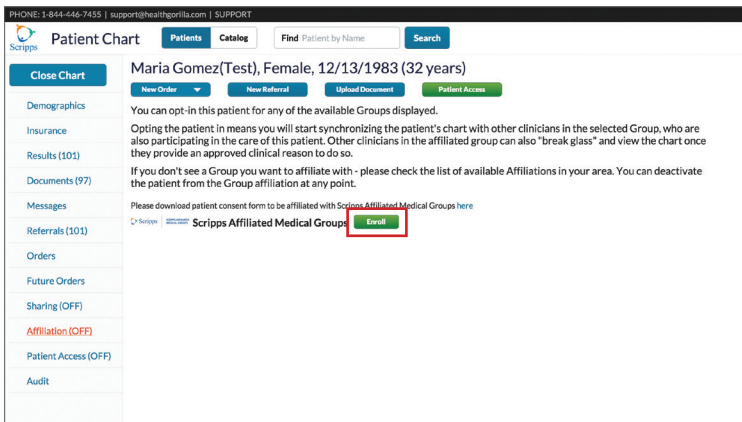 PHONE: 1-844-446-7455 | support@healthgorilla.com | SUPPORT
Scripps
Patient Chart
Patients
Catalog
Find Patient by Name
Search
Close Chart
Demographics
Insurance
Results (101)
Documents (97)
Messages
Referrals (101)
Orders
Future Orders
Sharing (OFF)
Affiliation (OFF)
Patient Access (OFF)
Audit
Maria Gomez(Test), Female, 12/13/1983 (32 years)
New Order
New Referral
Upload Document
Patient Access
You can opt-in this patient for any of the available Groups displayed.
Opting the patient in means you will start synchronizing the patient's chart with other clinicians in the selected Group, who are
also participating in the care of this patient. Other clinicians in the affiliated group can also "break glass" and view the chart once
they provide an approved clinical reason to do so.
If you don't see a Group you want to affiliate with - please check the list of available Affiliations in your area. You can deactivate
the patient from the Group affiliation at any point.
Please download patient consent form to be affiliated with Scripps Affiliated Medical Groups here
Scripps
Scripps Affiliated Medical Groups
Enroll